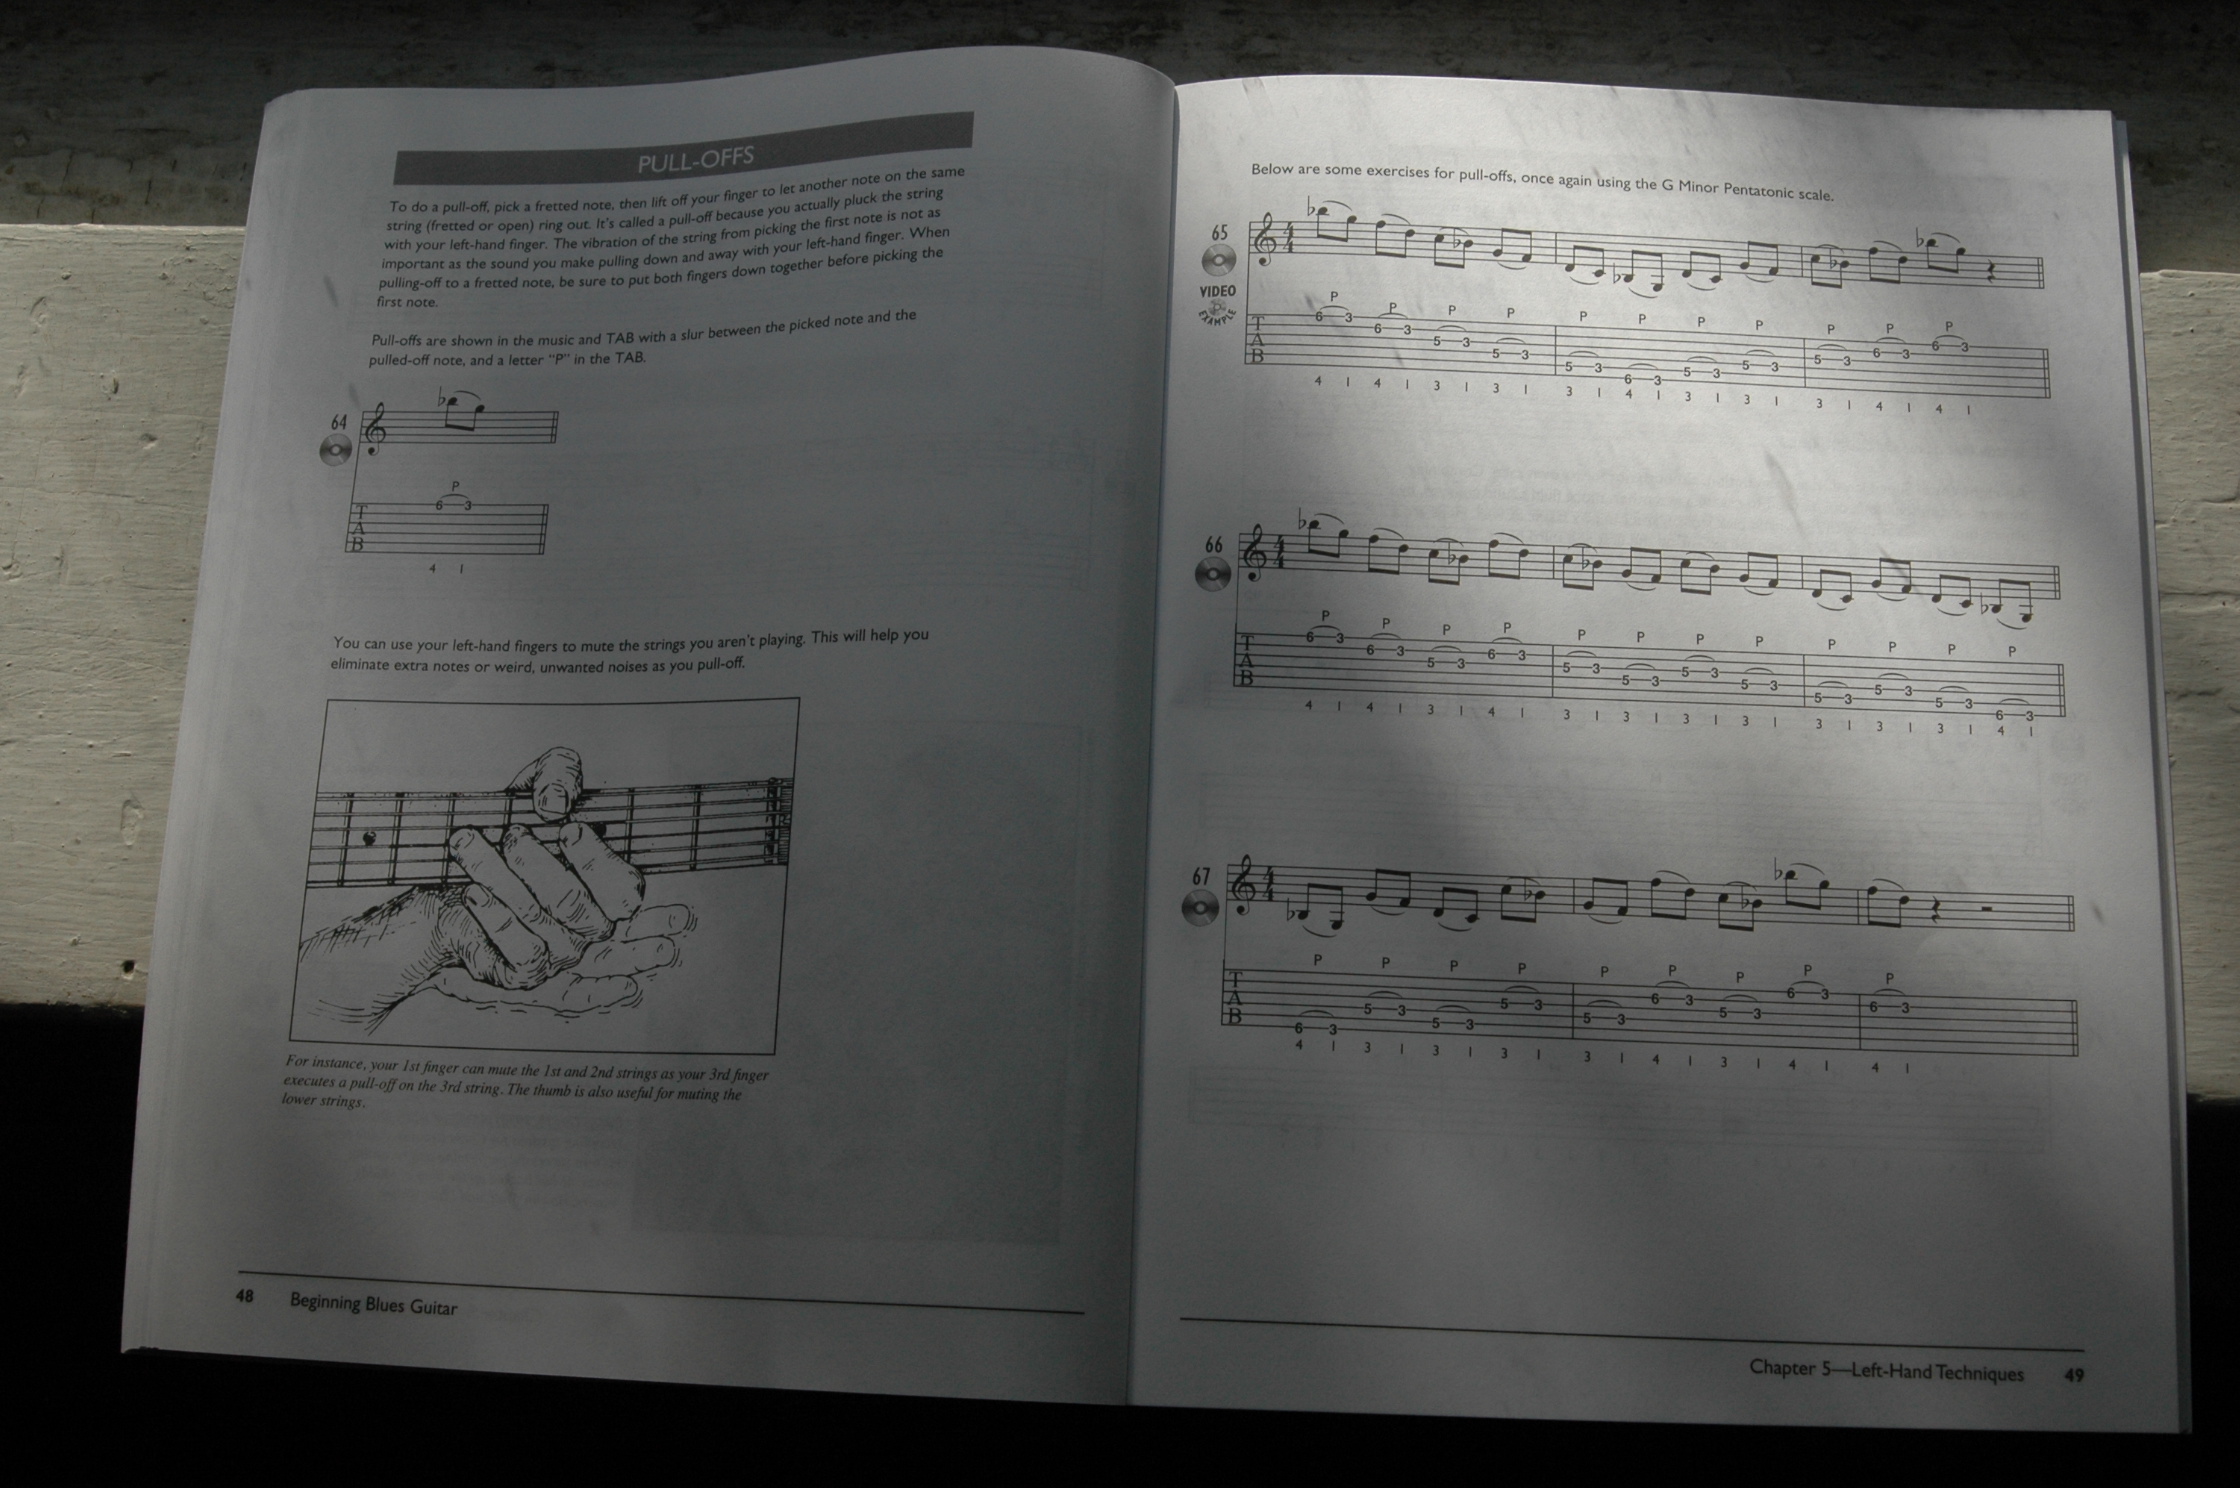 PULL-OFFS
To do a pull-off, pick a fretted note, then lift off your finger to let another note on the same
string (fretted or open) ring out. It's called a pull-off because you actually pluck the string
with your left-hand finger. The vibration of the string from picking the first note is not as
important as the sound you make pulling down and away with your left-hand finger. When
pulling-off to a fretted note, be sure to put both fingers down together before picking the
first note.
Pull-offs are shown in the music and TAB with a slur between the picked note and the
pulled-off note, and a letter "P" in the TAB.
64
P
T
A
B
6 3
4 1
You can use your left-hand fingers to mute the strings you aren't playing. This will help you
eliminate extra notes or weird, unwanted noises as you pull-off.
For instance, your 1st finger can mute the 1st and 2nd strings as your 3rd finger
executes a pull-off on the 3rd string. The thumb is also useful for muting the
lower strings.
48 Beginning Blues Guitar
Below are some exercises for pull-offs, once again using the G Minor Pentatonic scale.
65
VIDEO
EXAMPLE
4
4
P P P P P P P P P P P
T
A
B
6 3 6 3 5 3 5 3 5 3 6 3 5 3 5 3 5 3 6 3 6 3
4 1 4 1 3 1 3 1 3 1 4 1 3 1 3 1 3 1 4 1 4 1
66
4
4
P P P P P P P P P P P P
T
A
B
6 3 6 3 5 3 6 3 5 3 5 3 5 3 5 3 5 3 5 3 5 3 6 3
4 1 4 1 3 1 4 1 3 1 3 1 3 1 3 1 3 1 3 1 3 1 4 1
67
4
4
P P P P P P P P P
T
A
B
6 3 5 3 5 3 5 3 5 3 6 3 5 3 6 3 6 3
4 1 3 1 3 1 3 1 3 1 4 1 3 1 4 1 4 1
Chapter 5—Left-Hand Techniques 49